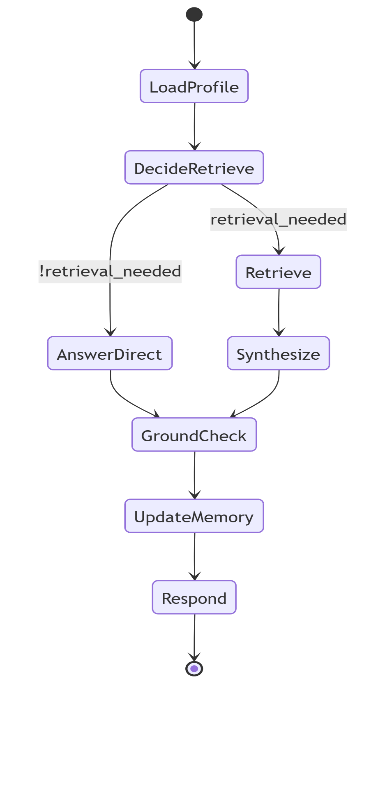 LoadProfile
DecideRetrieve
retrieval_needed
!retrieval_needed
Retrieve
AnswerDirect
Synthesize
GroundCheck
UpdateMemory
Respond